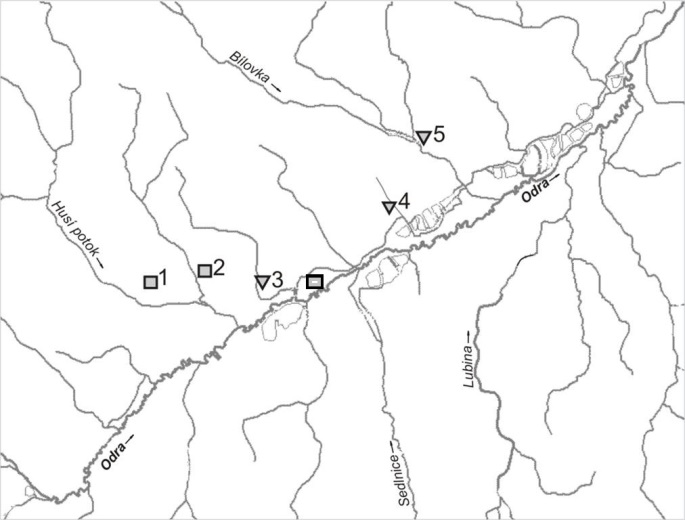 Bílovka →
5
4
Odra →
Husí potok →
1
2
3
Lubina →
Odra →
Sedlnice →